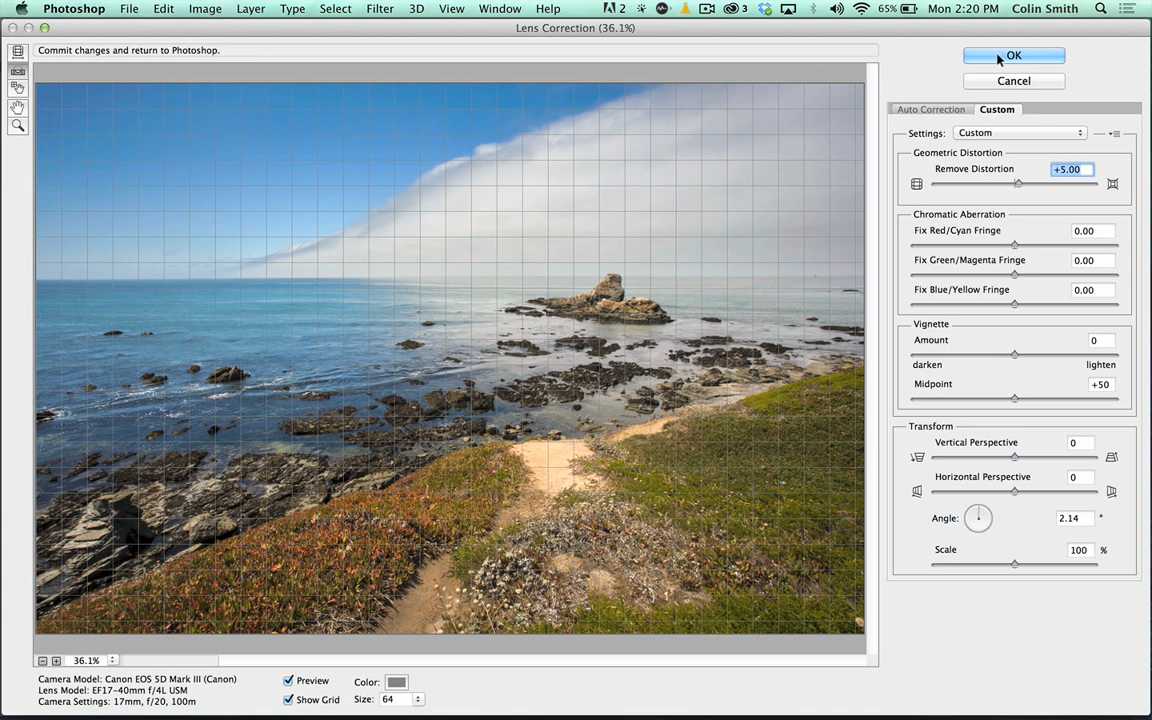 Photoshop File Edit Image Layer Type Select Filter 3D View Window Help 2 3 65% Mon 2:20 PM Colin Smith
Lens Correction (36.1%)
Commit changes and return to Photoshop.
OK
Cancel
Auto Correction Custom
Settings: Custom
Geometric Distortion
Remove Distortion +5.00
Chromatic Aberration
Fix Red/Cyan Fringe 0.00
Fix Green/Magenta Fringe 0.00
Fix Blue/Yellow Fringe 0.00
Vignette
Amount 0
darken lighten
Midpoint +50
Transform
Vertical Perspective 0
Horizontal Perspective 0
Angle: 2.14 °
Scale 100 %
36.1%
Camera Model: Canon EOS 5D Mark III (Canon)
Lens Model: EF17-40mm f/4L USM
Camera Settings: 17mm, f/20, 100m
Preview Color:
Show Grid Size: 64